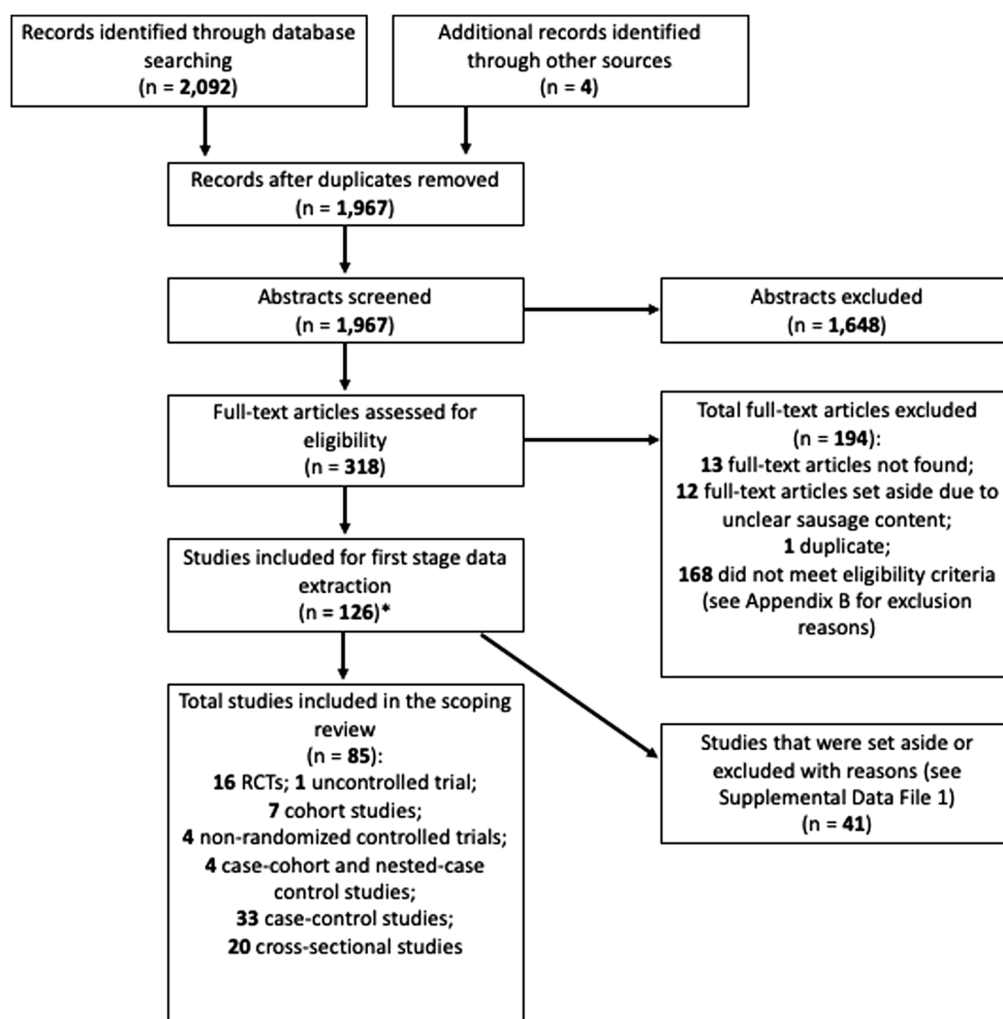 Records identified through database
searching
(n = 2,092)
Additional records identified
through other sources
(n = 4)
Records after duplicates removed
(n = 1,967)
Abstracts screened
(n = 1,967)
Abstracts excluded
(n = 1,648)
Full-text articles assessed for
eligibility
(n = 318)
Total full-text articles excluded
(n = 194):
13 full-text articles not found;
12 full-text articles set aside due to
unclear sausage content;
1 duplicate;
168 did not meet eligibility criteria
(see Appendix B for exclusion
reasons)
Studies included for first stage data
extraction
(n = 126)*
Total studies included in the scoping
review
(n = 85):
16 RCTs; 1 uncontrolled trial;
7 cohort studies;
4 non-randomized controlled trials;
4 case-cohort and nested-case
control studies;
33 case-control studies;
20 cross-sectional studies
Studies that were set aside or
excluded with reasons (see
Supplemental Data File 1)
(n = 41)